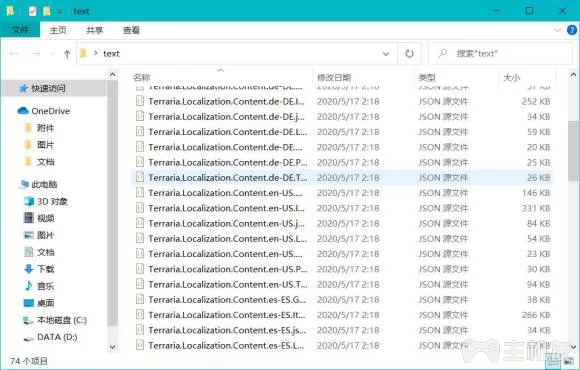 text
文件 主页 共享 查看
text 搜索"text"
名称 修改日期 类型 大小
快速访问
OneDrive
附件
图片
文档
此电脑
3D 对象
视频
图片
文档
下载
音乐
桌面
本地磁盘 (C:)
DATA (D:)
Terraria.Localization.Content.de-DE.I... 2020/5/17 2:18 JSON 源文件 252 KB
Terraria.Localization.Content.de-DE.j... 2020/5/17 2:18 JSON 源文件 34 KB
Terraria.Localization.Content.de-DE.L... 2020/5/17 2:18 JSON 源文件 59 KB
Terraria.Localization.Content.de-DE.... 2020/5/17 2:18 JSON 源文件 20 KB
Terraria.Localization.Content.de-DE.P... 2020/5/17 2:18 JSON 源文件 25 KB
Terraria.Localization.Content.de-DE.T... 2020/5/17 2:18 JSON 源文件 26 KB
Terraria.Localization.Content.en-US.... 2020/5/17 2:18 JSON 源文件 146 KB
Terraria.Localization.Content.en-US.I... 2020/5/17 2:18 JSON 源文件 331 KB
Terraria.Localization.Content.en-US.j... 2020/5/17 2:18 JSON 源文件 84 KB
Terraria.Localization.Content.en-US.L... 2020/5/17 2:18 JSON 源文件 54 KB
Terraria.Localization.Content.en-US.... 2020/5/17 2:18 JSON 源文件 23 KB
Terraria.Localization.Content.en-US.P... 2020/5/17 2:18 JSON 源文件 30 KB
Terraria.Localization.Content.en-US.T... 2020/5/17 2:18 JSON 源文件 94 KB
Terraria.Localization.Content.es-ES.G... 2020/5/17 2:18 JSON 源文件 38 KB
Terraria.Localization.Content.es-ES.It... 2020/5/17 2:18 JSON 源文件 266 KB
Terraria.Localization.Content.es-ES.js... 2020/5/17 2:18 JSON 源文件 34 KB
Terraria.Localization.Content.es-ES.L... 2020/5/17 2:18 JSON 源文件
74 个项目